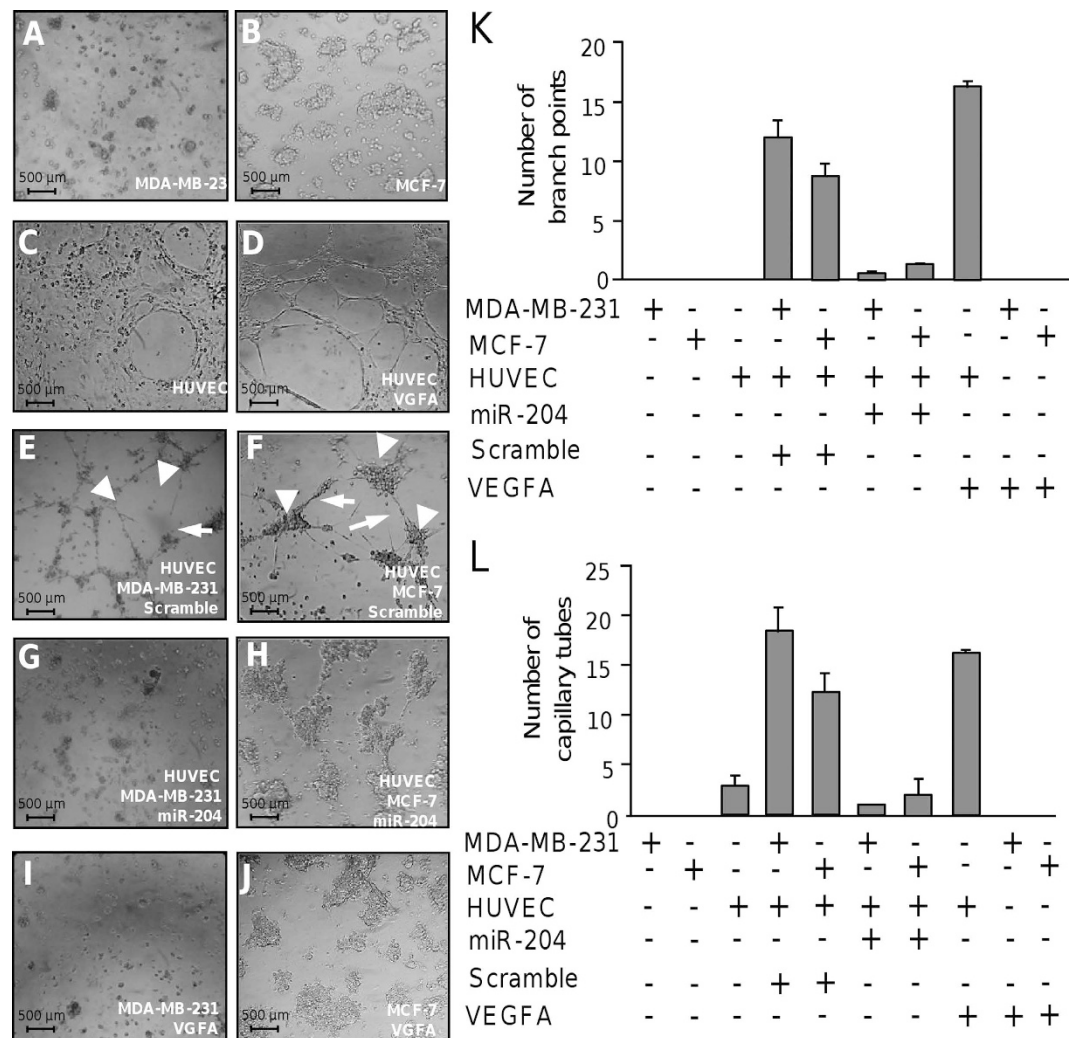 A
500 µm
MDA-MB-23
B
500 µm
MCF-7
C
500 µm
HUVEC
D
500 µm
HUVEC
VGFA
E
500 µm
HUVEC
MDA-MB-231
Scramble
F
500 µm
HUVEC
MCF-7
Scramble
G
500 µm
HUVEC
MDA-MB-231
miR-204
H
500 µm
HUVEC
MCF-7
miR-204
I
500 µm
MDA-MB-231
VGFA
J
500 µm
MCF-7
VGFA
K
Number of
branch points
20
15
10
5
0
MDA-MB-231 + - - + - + - - + -
MCF-7 - + - - + - + - - +
HUVEC - - + + + + + + - -
miR-204 - - - - - + + - - -
Scramble - - - + + - - - - -
VEGFA - - - - - - - + + +
L
Number of
capillary tubes
25
20
15
10
5
0
MDA-MB-231 + - - + - + - - + -
MCF-7 - + - - + - + - - +
HUVEC - - + + + + + + - -
miR-204 - - - - - + + - - -
Scramble - - - + + - - - - -
VEGFA - - - - - - - + + +